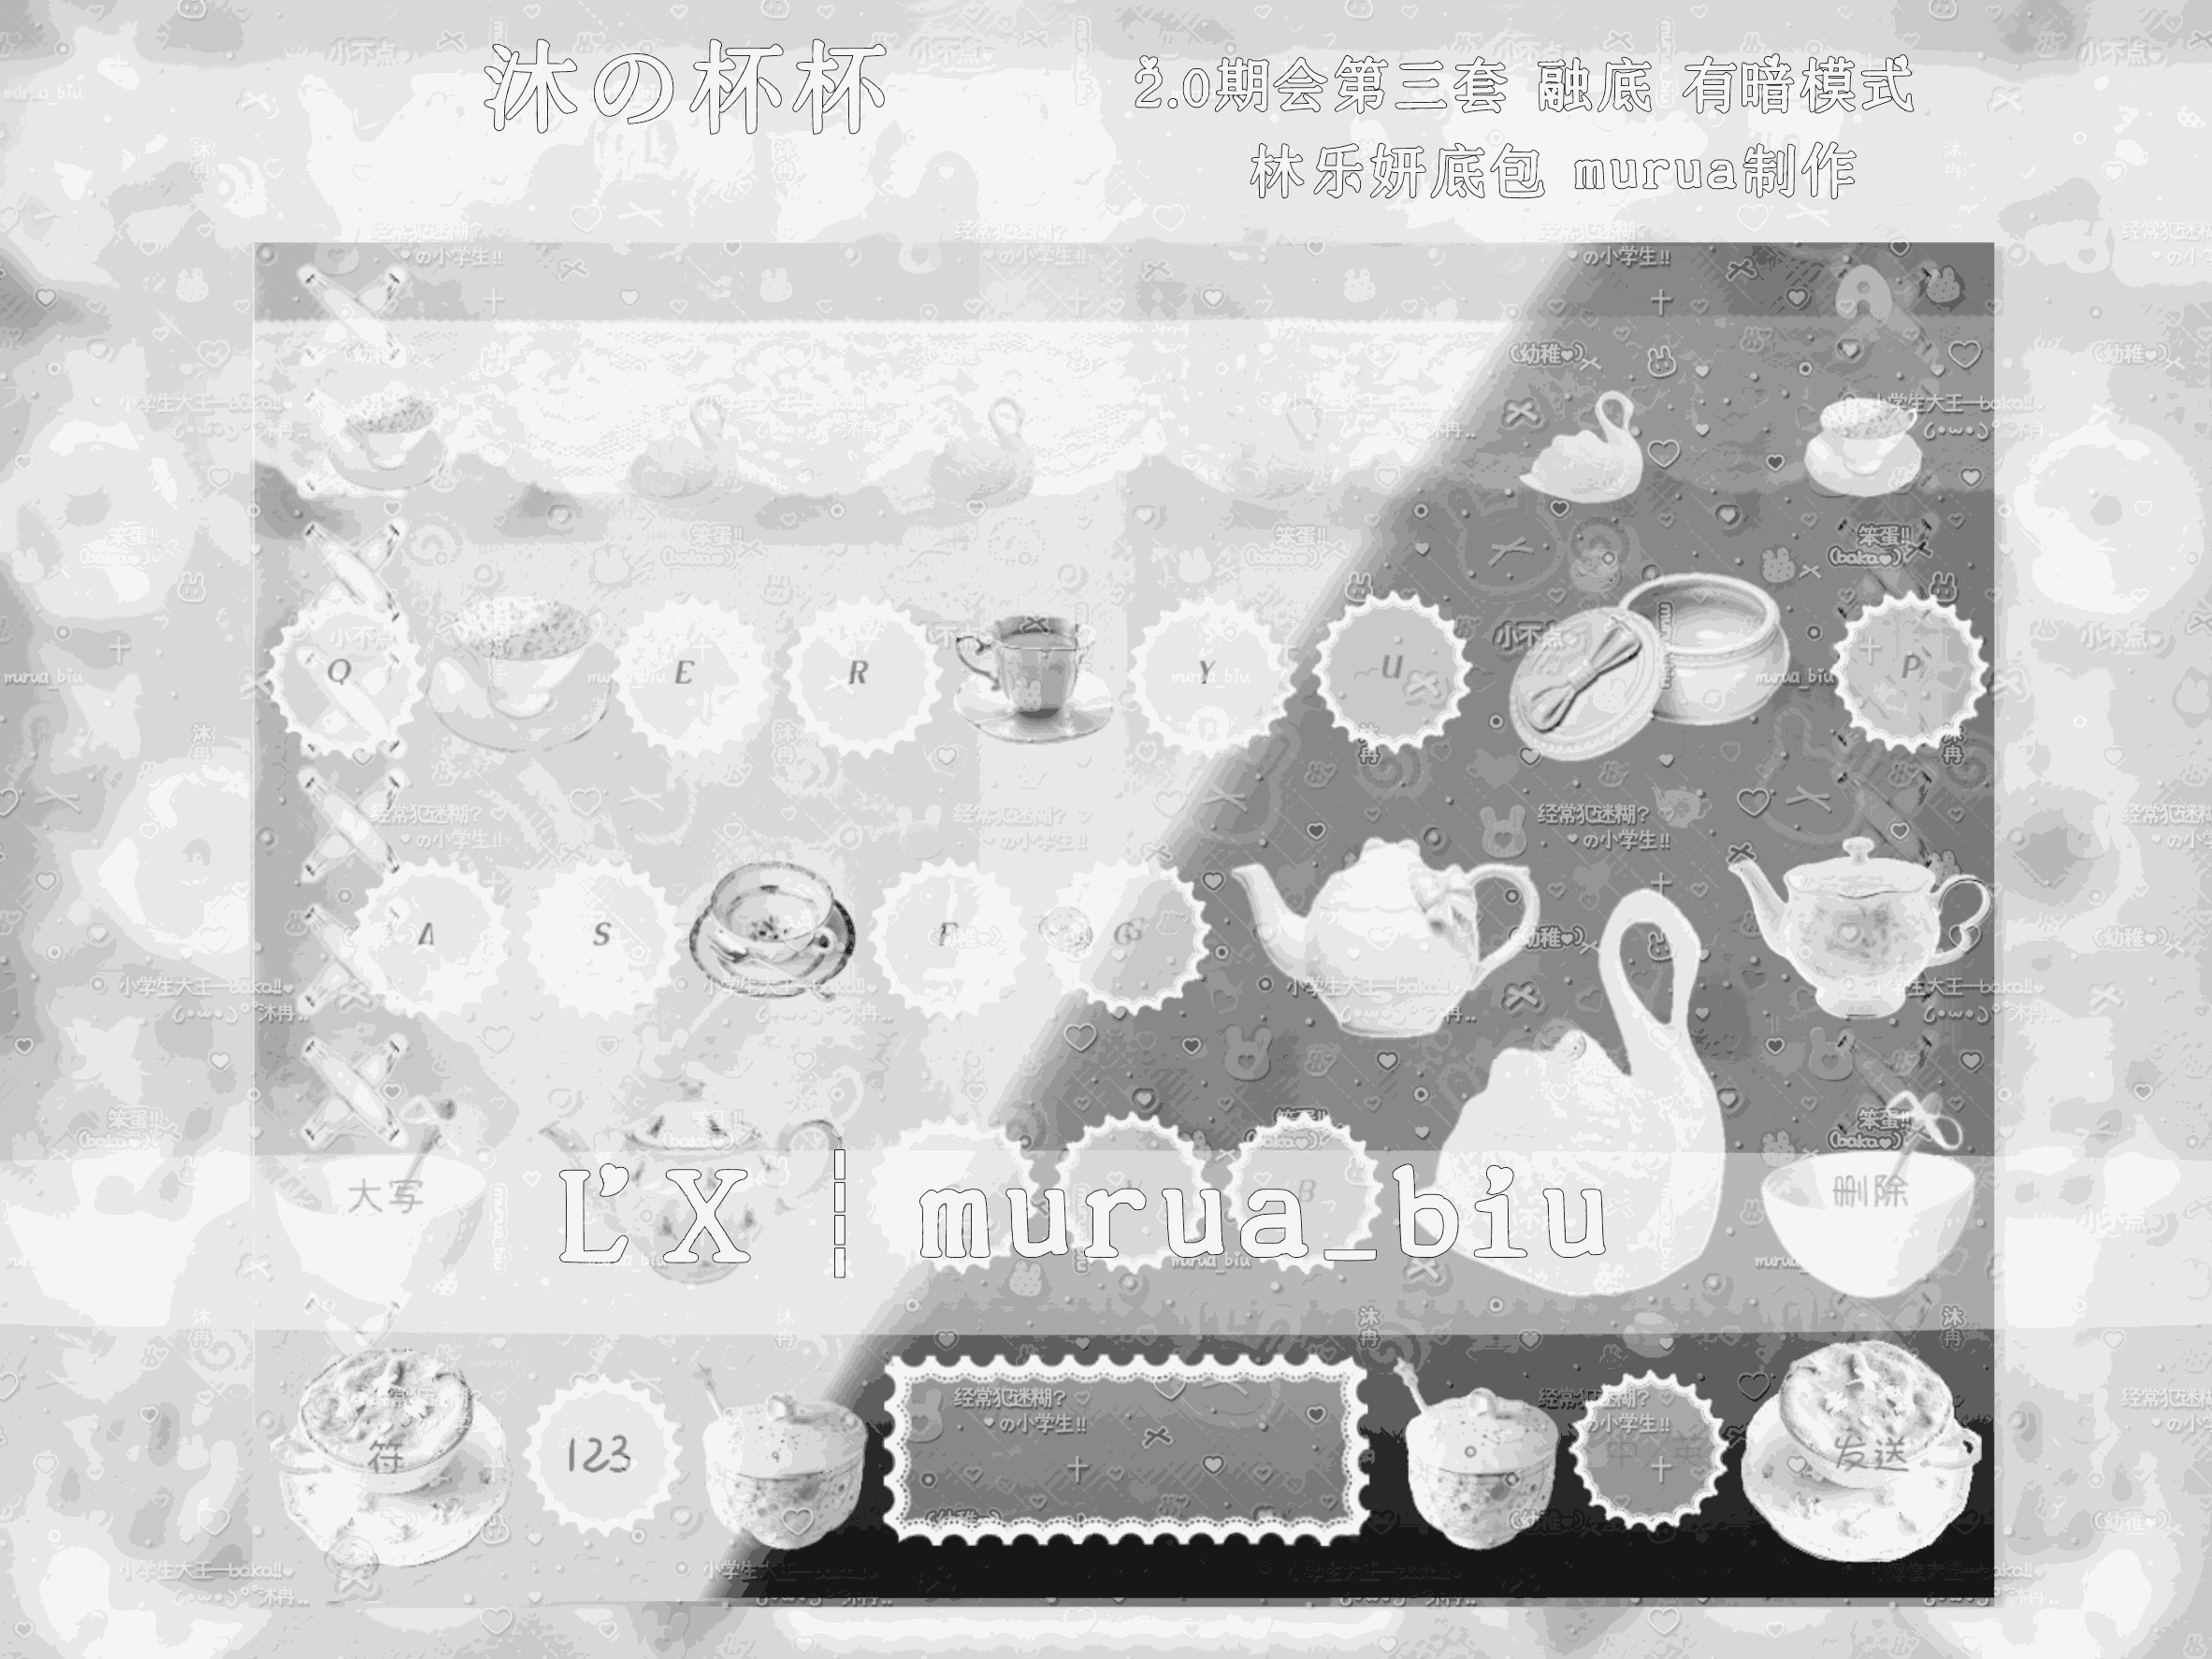 沐の杯杯
2.0期会第三套 融底 有暗模式
林乐妍底包 murua制作
Q E R Y U P
A S F G
大写 V B 删除
LX | murua_biu
符 123 中/英 发送
小不点
murua_biu
经常犯迷糊?
♥の小学生!!
(幼稚♥)
小学生大王—baka!!♥
笨蛋!!
(baka♥)
沐冉